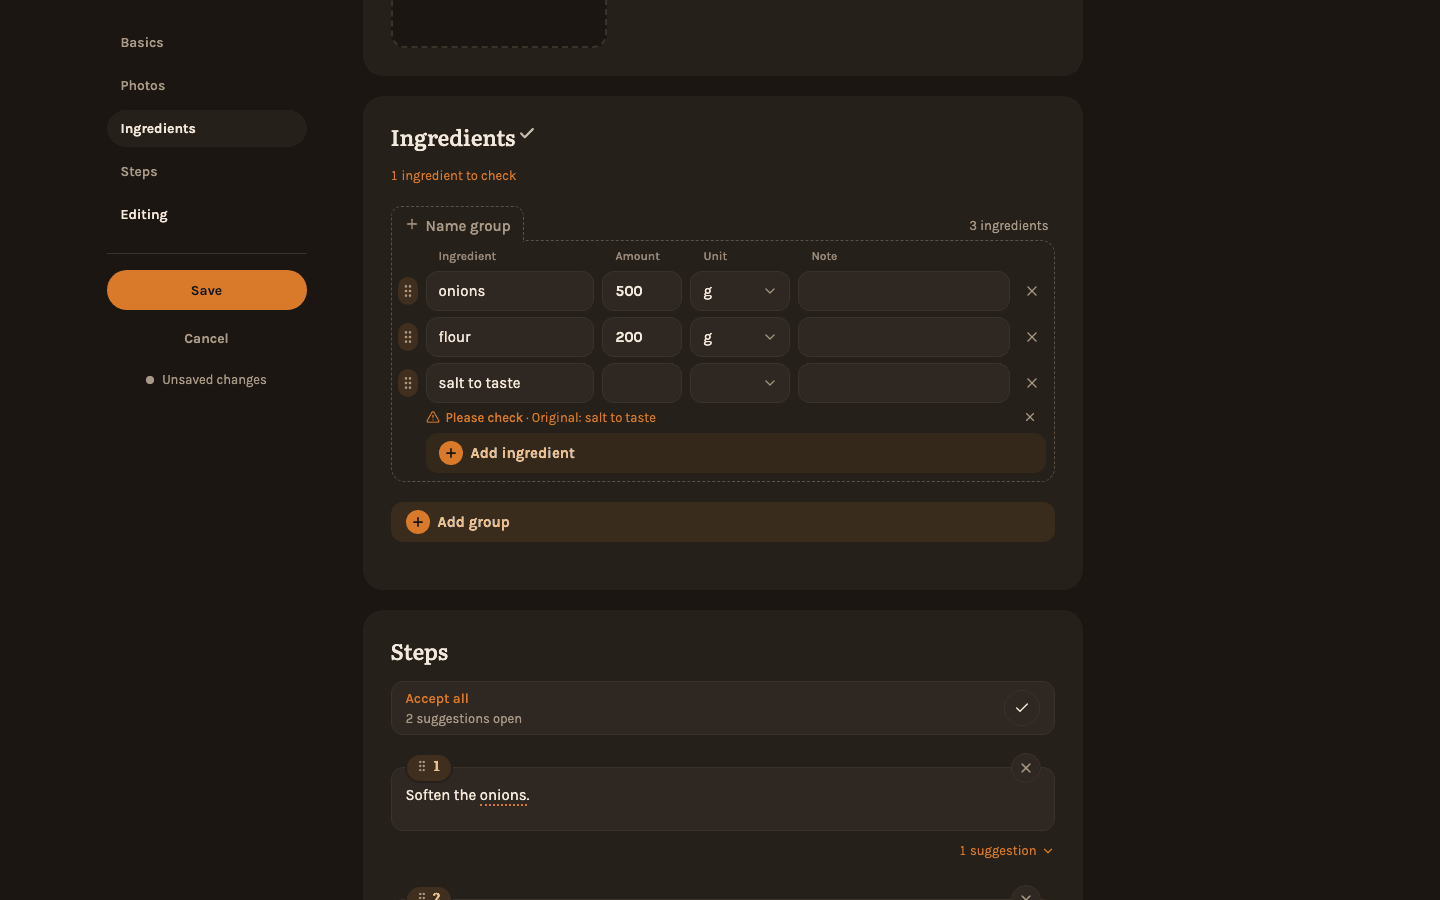 Basics
Photos
Ingredients
Steps
Editing
Save
Cancel
Unsaved changes
Ingredients
1 ingredient to check
Name group
3 ingredients
Ingredient Amount Unit Note
onions 500 g
flour 200 g
salt to taste
Please check · Original: salt to taste
Add ingredient
Add group
Steps
Accept all
2 suggestions open
1
Soften the onions.
1 suggestion
2